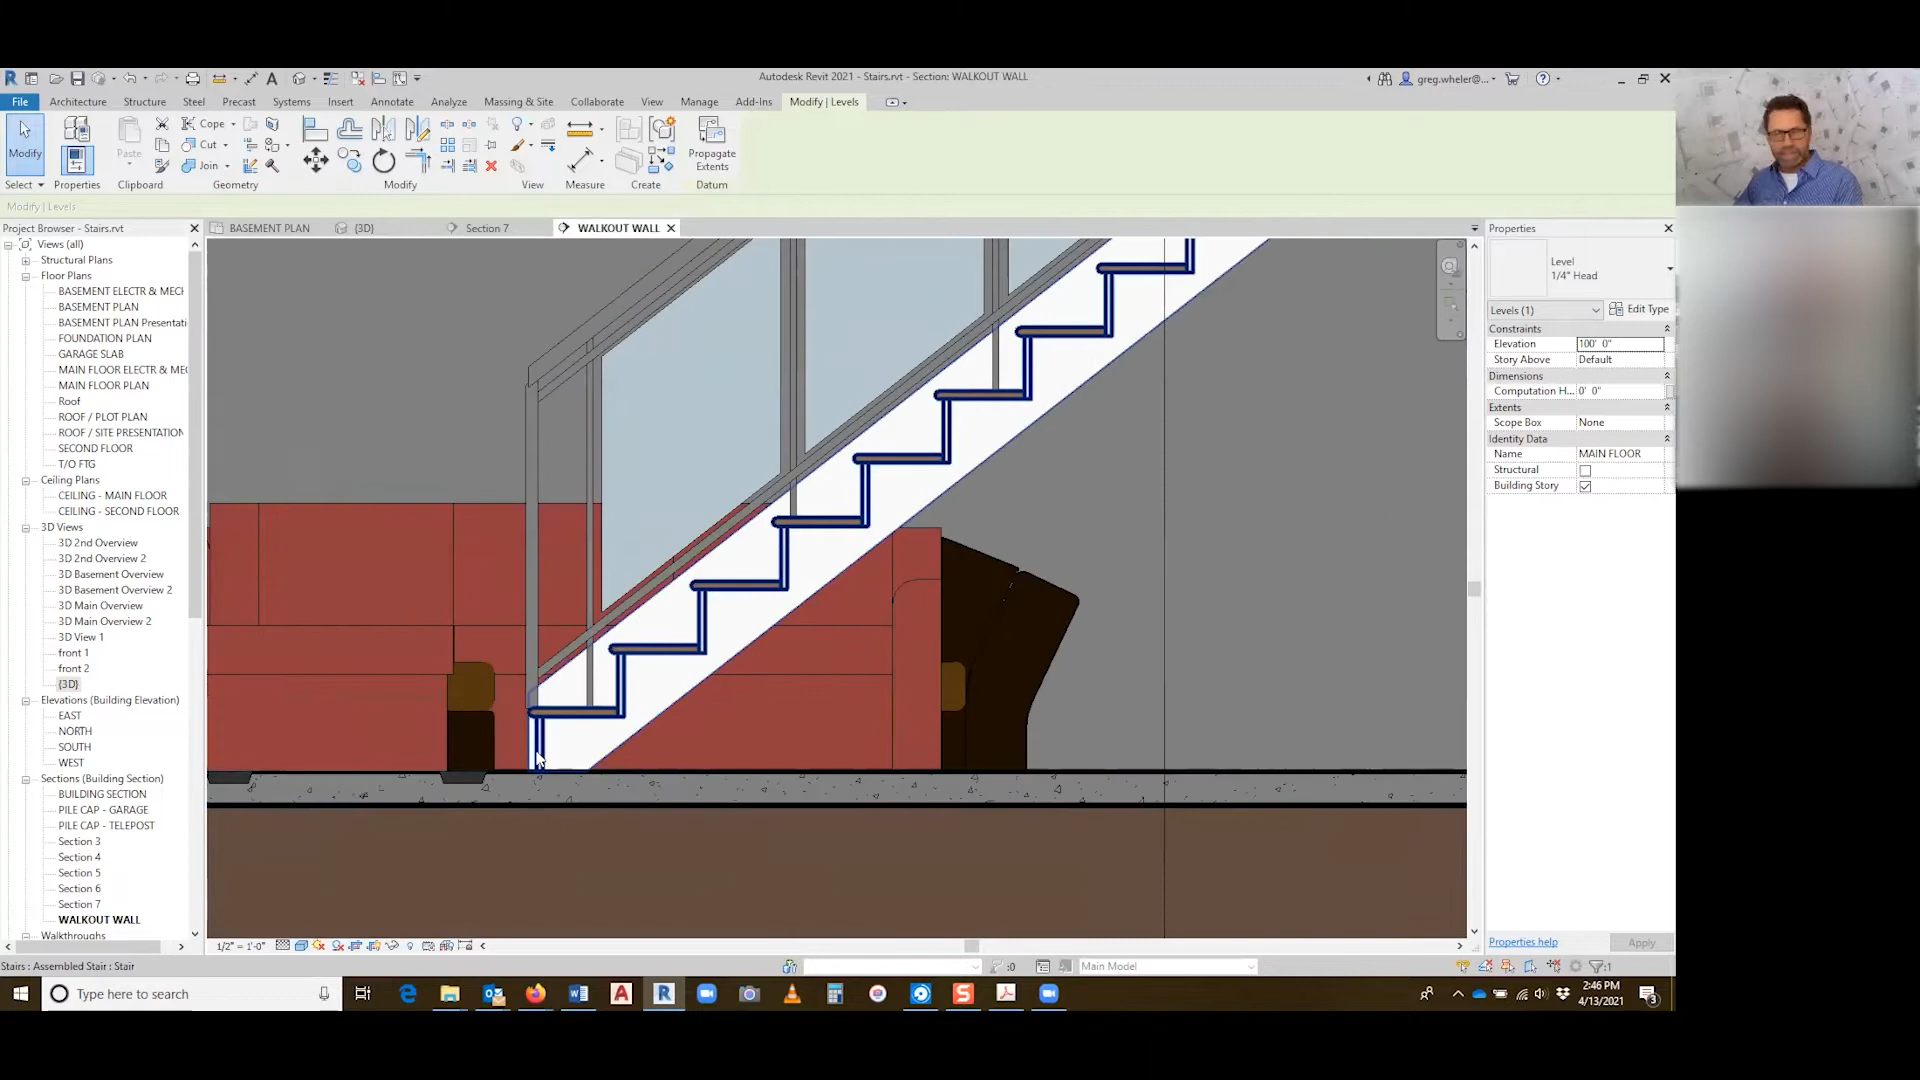 Autodesk Revit 2021 - Stairs.rvt - Section: WALKOUT WALL
greg.wheler@...
File Architecture Structure Steel Precast Systems Insert Annotate Analyze Massing & Site Collaborate View Manage Add-Ins Modify | Levels
Modify
Paste
Cope
Cut
Join
Propagate
Extents
Select Properties Clipboard Geometry Modify View Measure Create Datum
Modify | Levels
Project Browser - Stairs.rvt
BASEMENT PLAN {3D} Section 7 WALKOUT WALL
Views (all)
Structural Plans
Floor Plans
BASEMENT ELECTR & MECH
BASEMENT PLAN
BASEMENT PLAN Presentati
FOUNDATION PLAN
GARAGE SLAB
MAIN FLOOR ELECTR & ME
MAIN FLOOR PLAN
Roof
ROOF / PLOT PLAN
ROOF / SITE PRESENTATION
SECOND FLOOR
T/O FTG
Ceiling Plans
CEILING - MAIN FLOOR
CEILING - SECOND FLOOR
3D Views
3D 2nd Overview
3D 2nd Overview 2
3D Basement Overview
3D Basement Overview 2
3D Main Overview
3D Main Overview 2
3D View 1
front 1
front 2
{3D}
Elevations (Building Elevation)
EAST
NORTH
SOUTH
WEST
Sections (Building Section)
BUILDING SECTION
PILE CAP - GARAGE
PILE CAP - TELEPOST
Section 3
Section 4
Section 5
Section 6
Section 7
WALKOUT WALL
Walkthroughs
Properties
Level
1/4" Head
Levels (1) Edit Type
Constraints
Elevation 100' 0"
Story Above Default
Dimensions
Computation H... 0' 0"
Extents
Scope Box None
Identity Data
Name MAIN FLOOR
Structural
Building Story
Properties help Apply
1/2" = 1'-0"
Stairs : Assembled Stair : Stair
:0
Main Model
:1
Type here to search
2:46 PM
4/13/2021
3